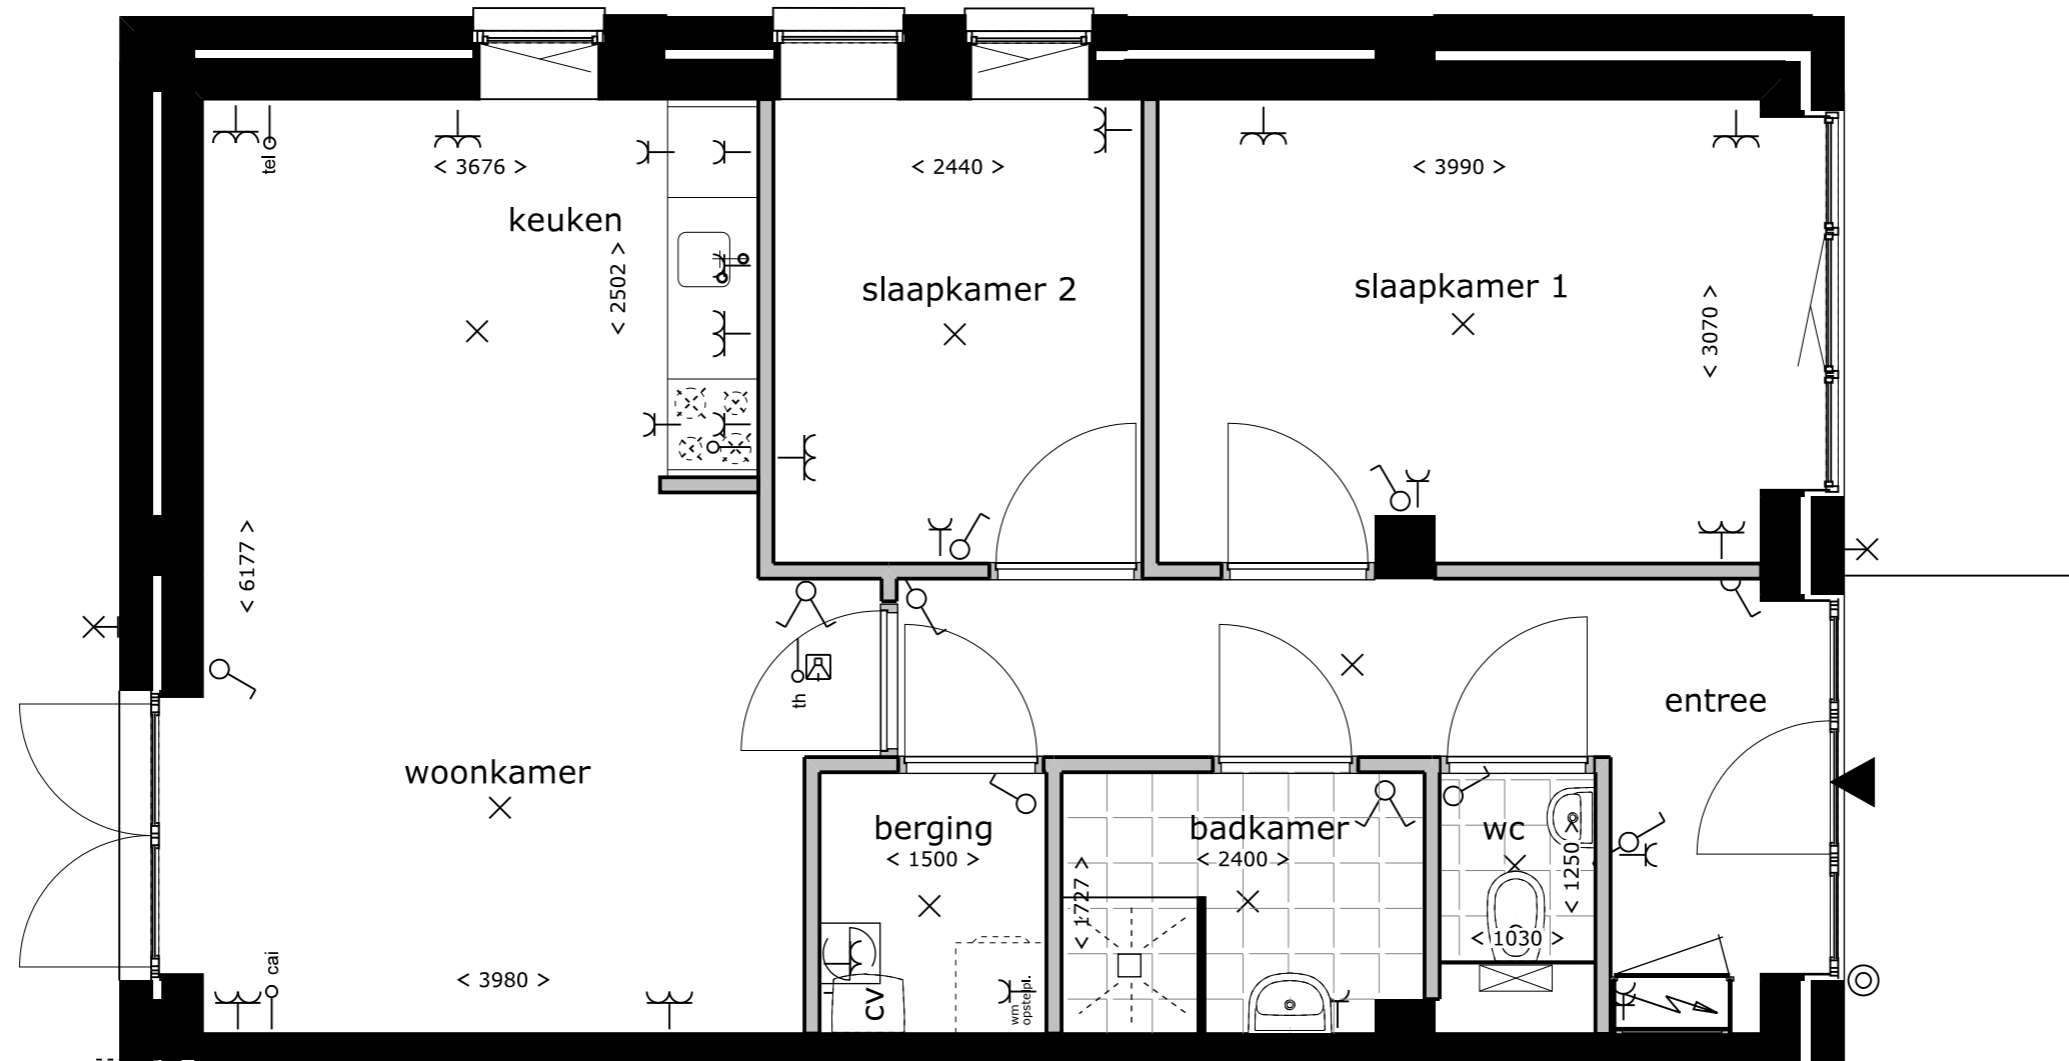 tel
< 3676 >
< 2440 >
< 3990 >
keuken
< 2502 >
slaapkamer 2
slaapkamer 1
< 3070 >
< 6177 >
th
entree
woonkamer
berging
< 1500 >
badkamer
< 2400 >
wc
< 1250 >
< 1727 >
< 1030 >
cai
< 3980 >
CV
wm
opstelpl.